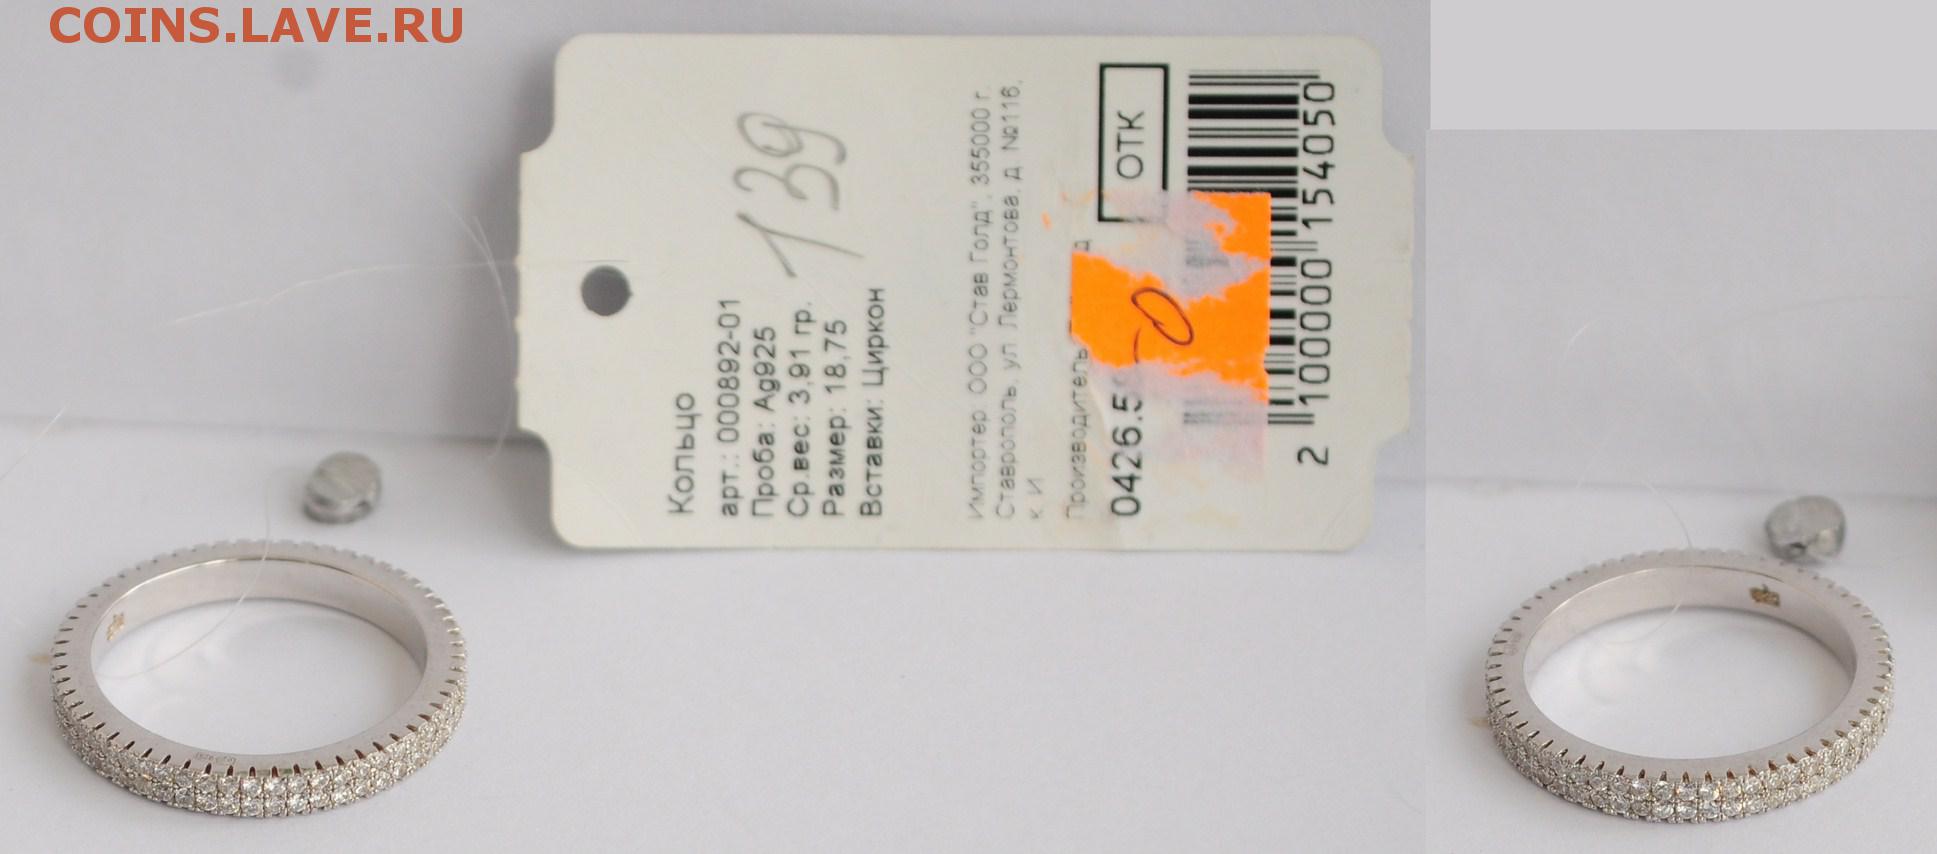 COINS.LAVE.RU
Кольцо
арт.: 000892-01
Проба: Ag925
Ср.вес: 3,91 гр.
Размер: 18,75
Вставки: Циркон
139
Импортер: ООО "Став Голд", 355000 г.
Ставрополь, ул. Лермонтова, д. №116,
к.И
Производитель:
0426.5
ОТК
2 100000 154050